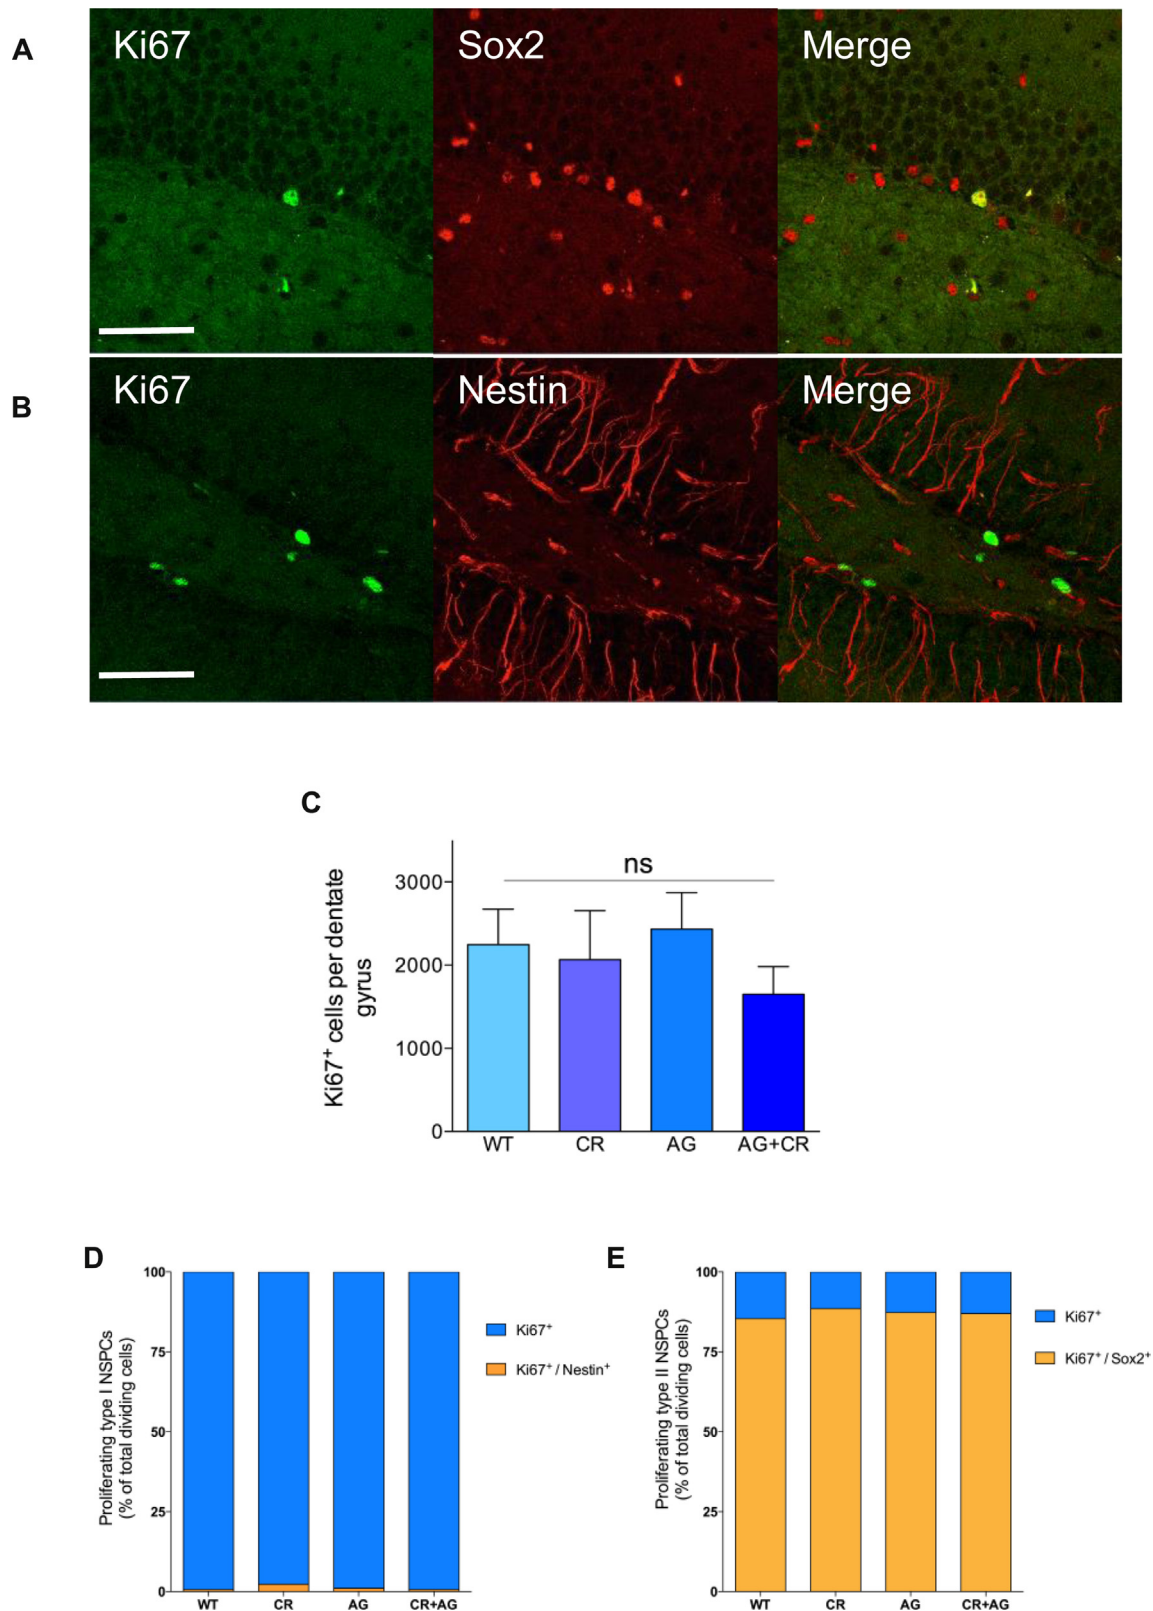 A
Ki67
Sox2
Merge
B
Ki67
Nestin
Merge
C
Ki67⁺ cells per dentate
gyrus
3000
2000
1000
0
ns
WT
CR
AG
AG+CR
D
Proliferating type I NSPCs
(% of total dividing cells)
100
75
50
25
0
WT
CR
AG
CR+AG
Ki67⁺
Ki67⁺ / Nestin⁺
E
Proliferating type II NSPCs
(% of total dividing cells)
100
75
50
25
0
WT
CR
AG
CR+AG
Ki67⁺
Ki67⁺ / Sox2⁺